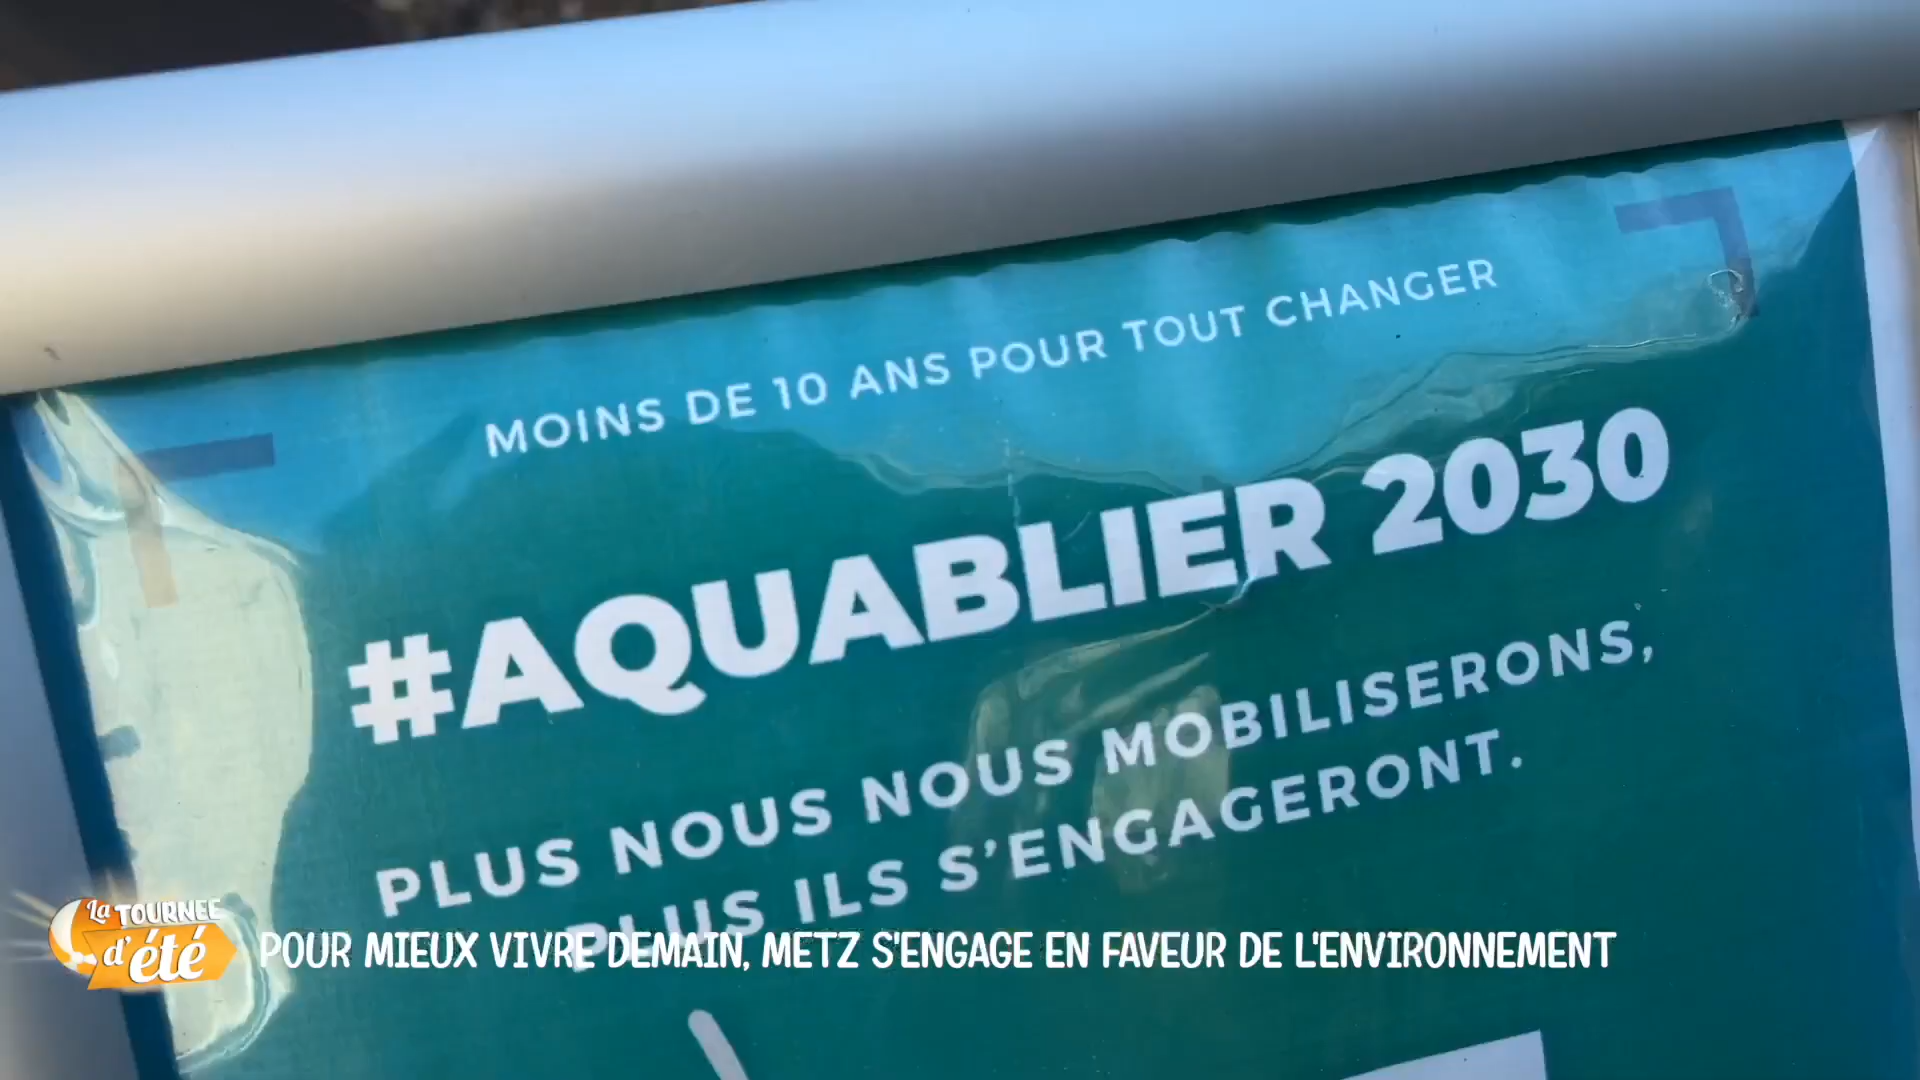 MOINS DE 10 ANS POUR TOUT CHANGER
#AQUABLIER 2030
PLUS NOUS NOUS MOBILISERONS,
PLUS ILS S'ENGAGERONT.
La TOURNÉE
d'été
POUR MIEUX VIVRE DEMAIN, METZ S'ENGAGE EN FAVEUR DE L'ENVIRONNEMENT